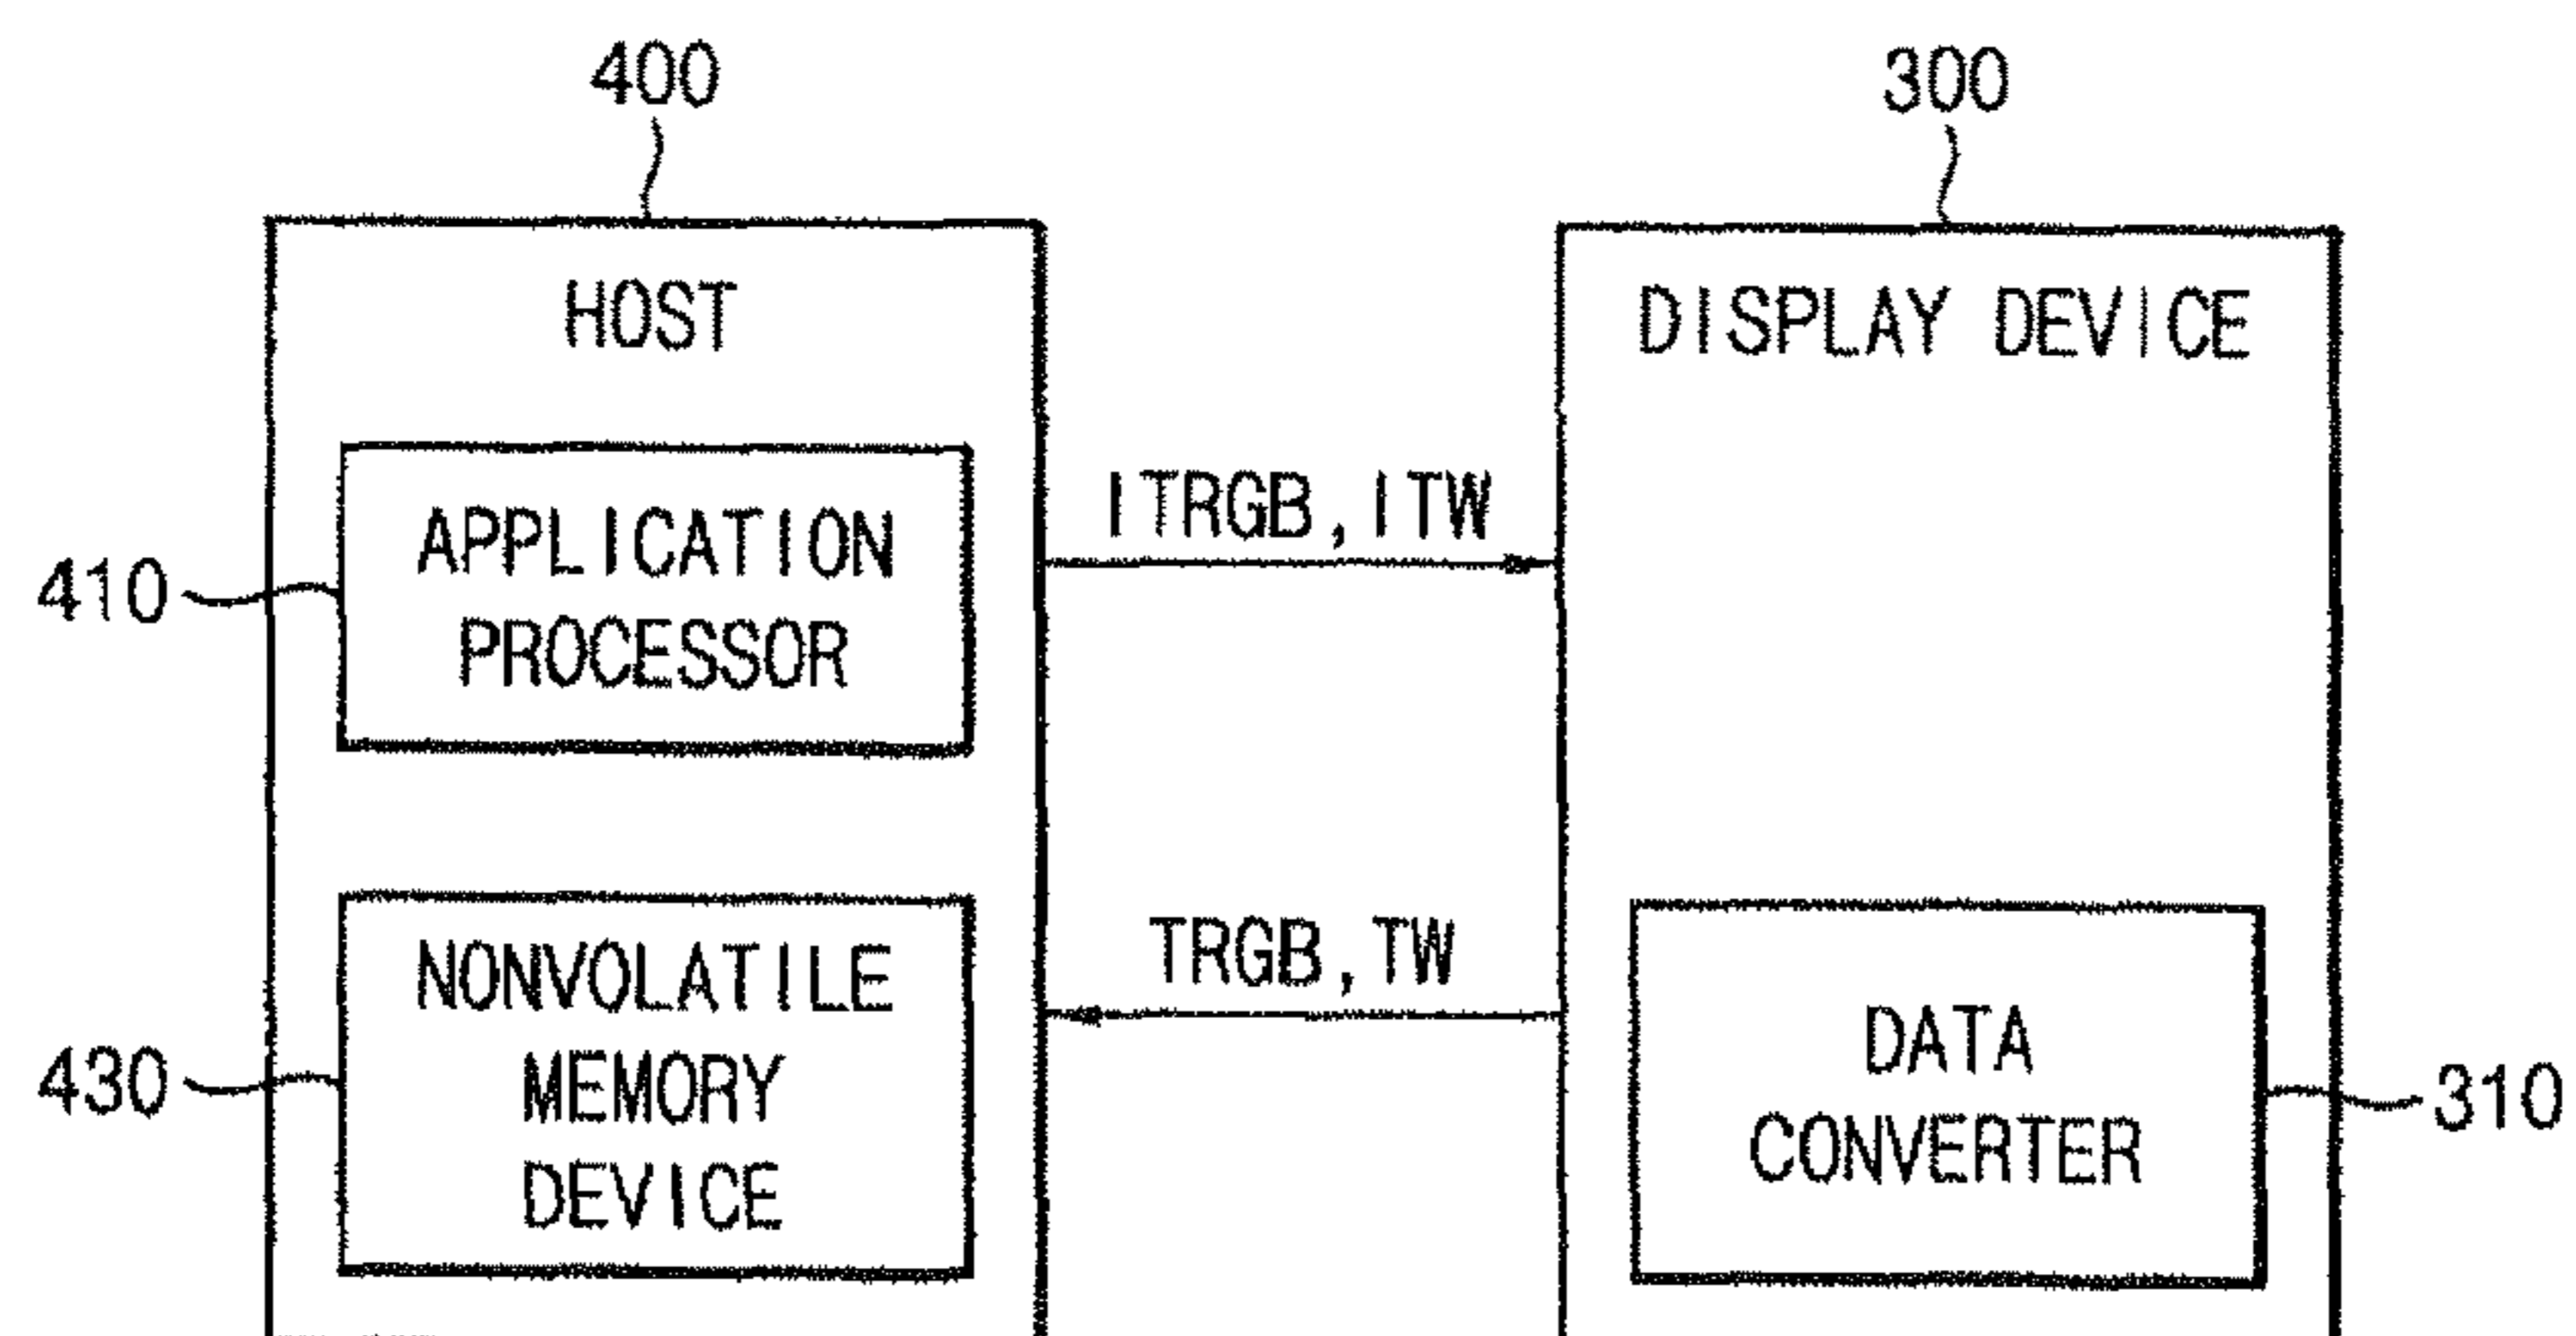 400
300
HOST
DISPLAY DEVICE
410
APPLICATION
PROCESSOR
ITRGB, ITW
430
NONVOLATILE
MEMORY
DEVICE
TRGB, TW
DATA
CONVERTER
310